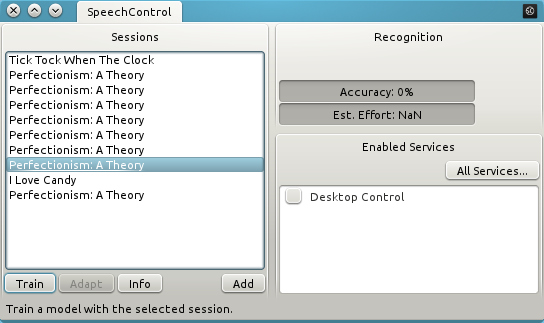 SpeechControl
Sessions
Tick Tock When The Clock
Perfectionism: A Theory
Perfectionism: A Theory
Perfectionism: A Theory
Perfectionism: A Theory
Perfectionism: A Theory
Perfectionism: A Theory
Perfectionism: A Theory
I Love Candy
Perfectionism: A Theory
Train
Adapt
Info
Add
Recognition
Accuracy: 0%
Est. Effort: NaN
Enabled Services
All Services...
Desktop Control
Train a model with the selected session.